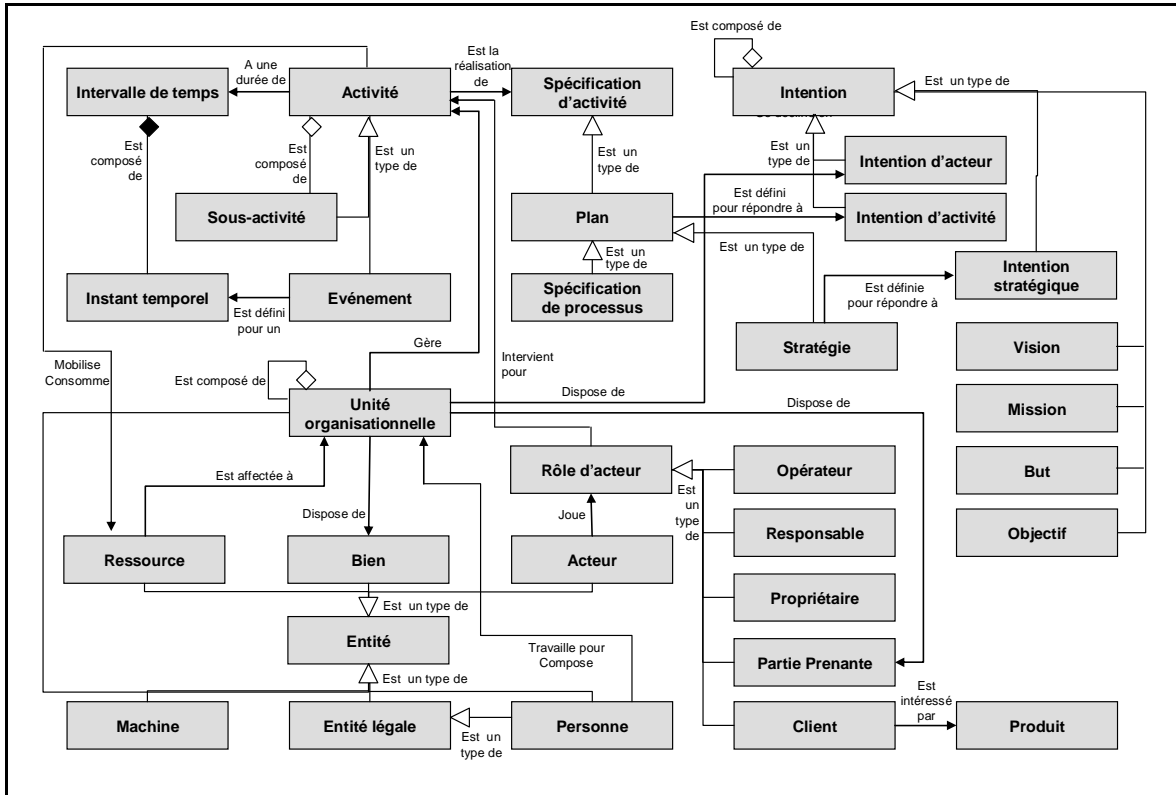 Est composé de
Est la
réalisation
de
A une
durée de
Est un type de
Intervalle de temps
Activité
Spécification
d'activité
Intention
Est
composé
de
Est
composé
de
Est un
type de
Est un
type de
Est un
type de
Intention d'acteur
Est défini
pour répondre à
Sous-activité
Plan
Intention d'activité
Est un type de
Est un
type de
Instant temporel
Evénement
Spécification
de processus
Intention
stratégique
Est défini
pour un
Est définie
pour répondre à
Gère
Stratégie
Vision
Mobilise
Consomme
Intervient
pour
Est composé de
Dispose de
Dispose de
Unité
organisationnelle
Mission
Rôle d'acteur
Opérateur
But
Est affectée à
Est
un
type
de
Dispose de
Joue
Responsable
Objectif
Ressource
Bien
Acteur
Est un type de
Propriétaire
Entité
Travaille pour
Compose
Partie Prenante
Est un type de
Est
intéressé
par
Machine
Entité légale
Personne
Client
Produit
Est un
type de